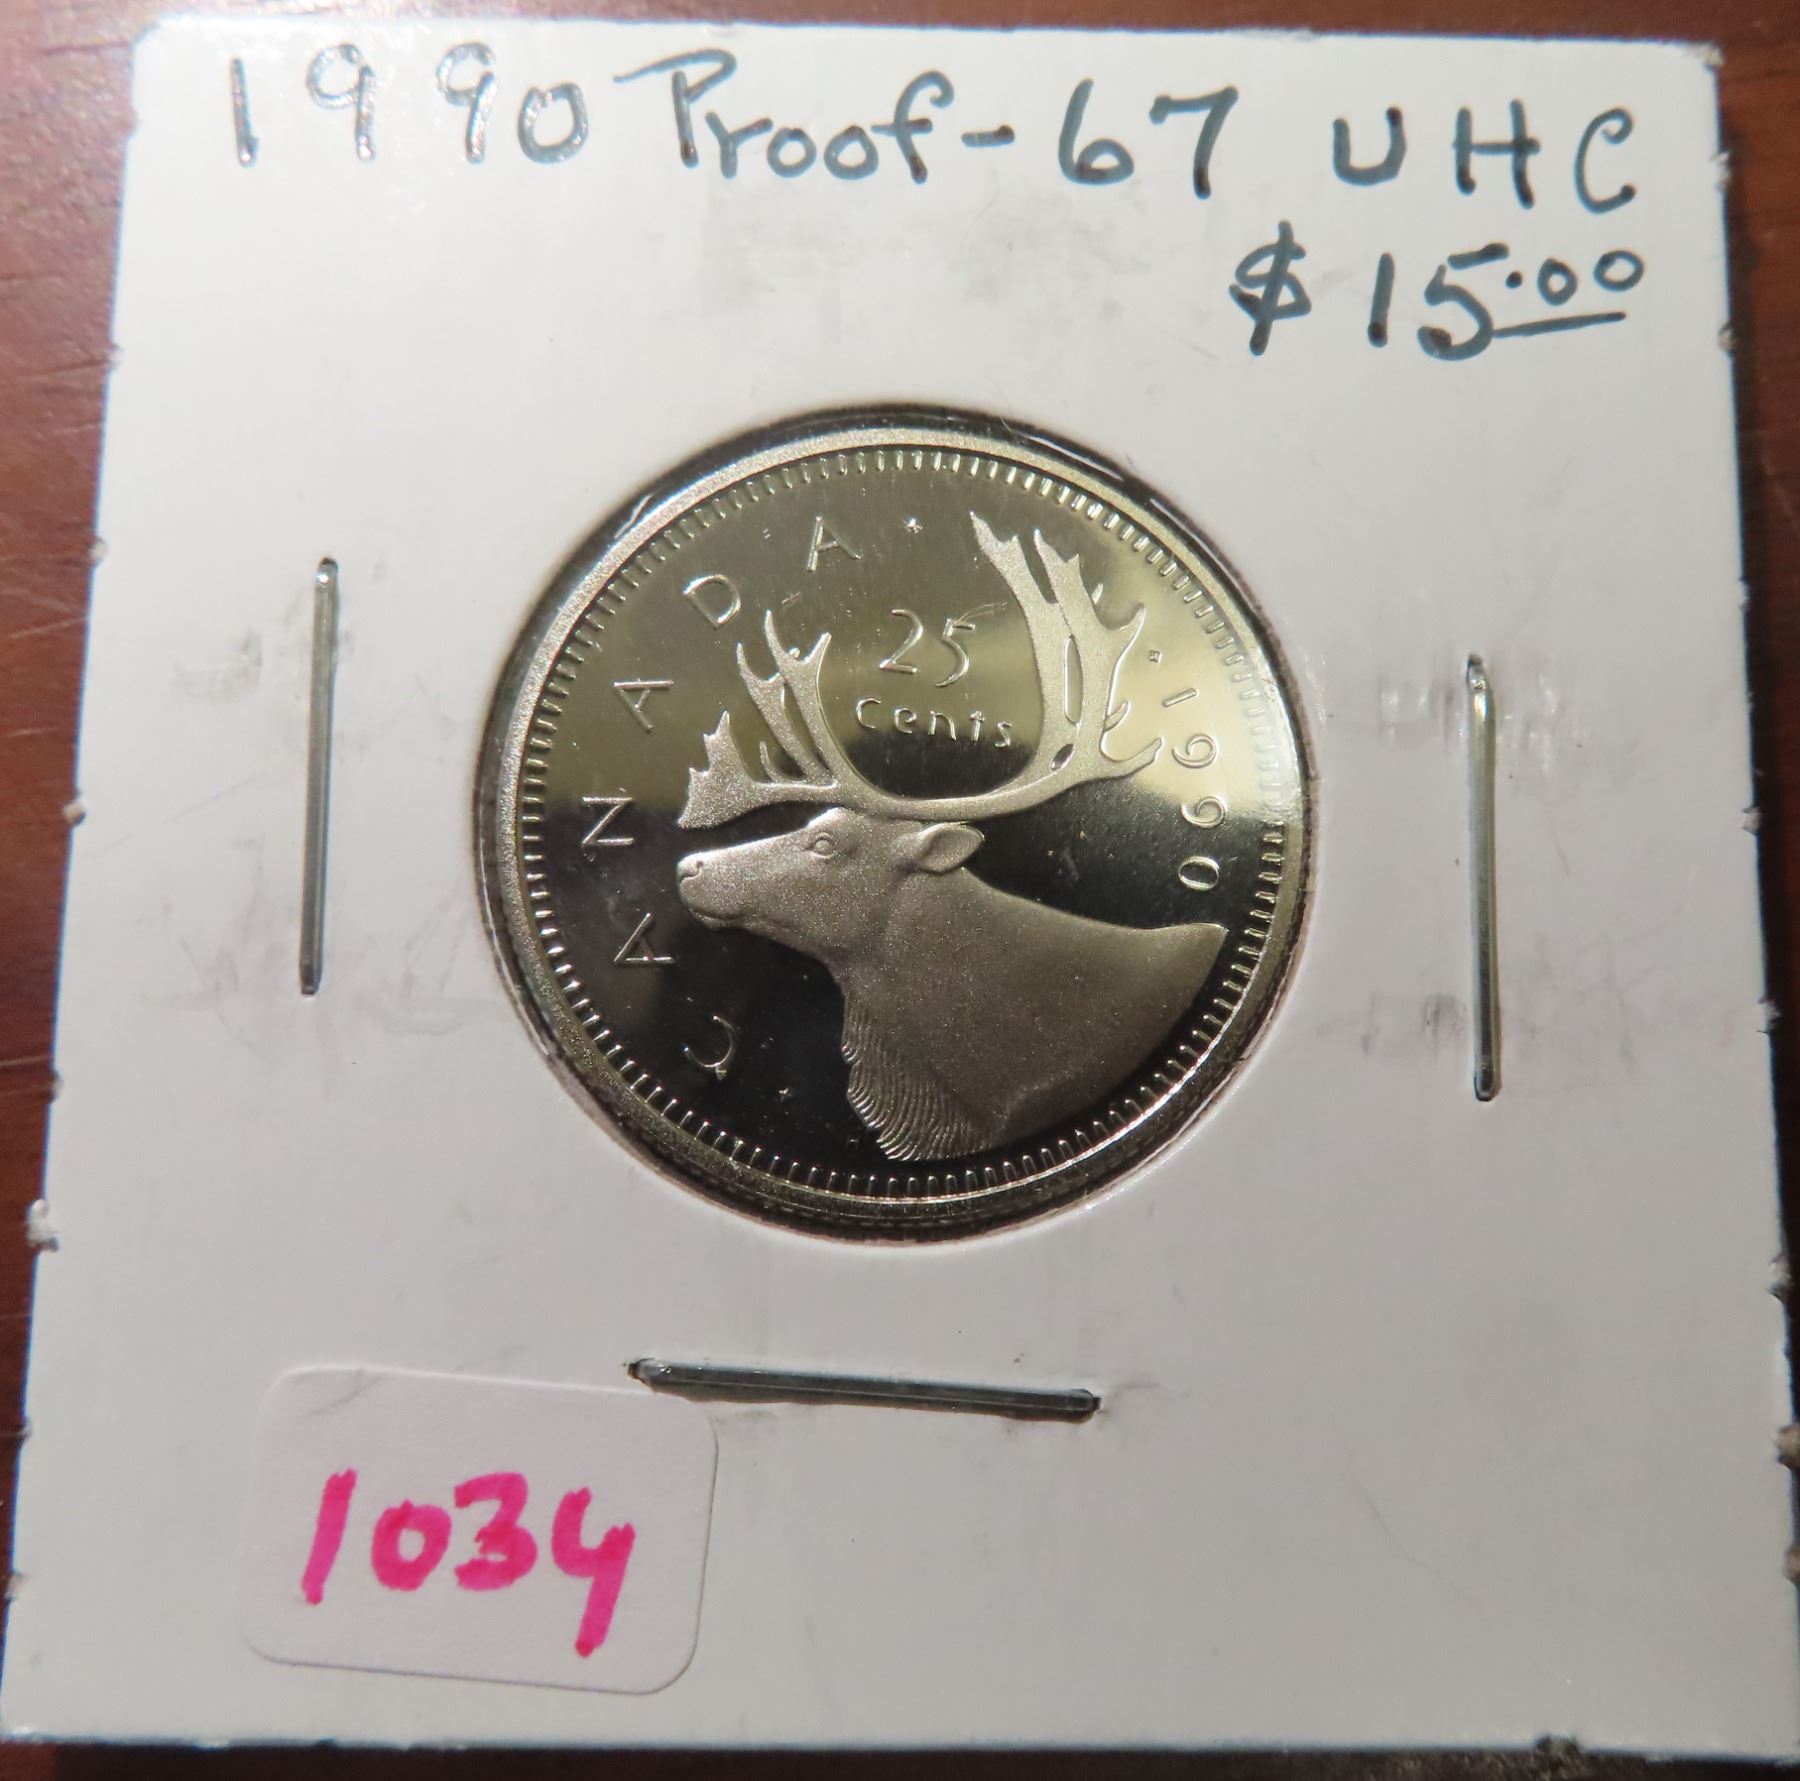 1990 Proof-67 UHC
$15.00
CANADA
25
cents
1990
1034